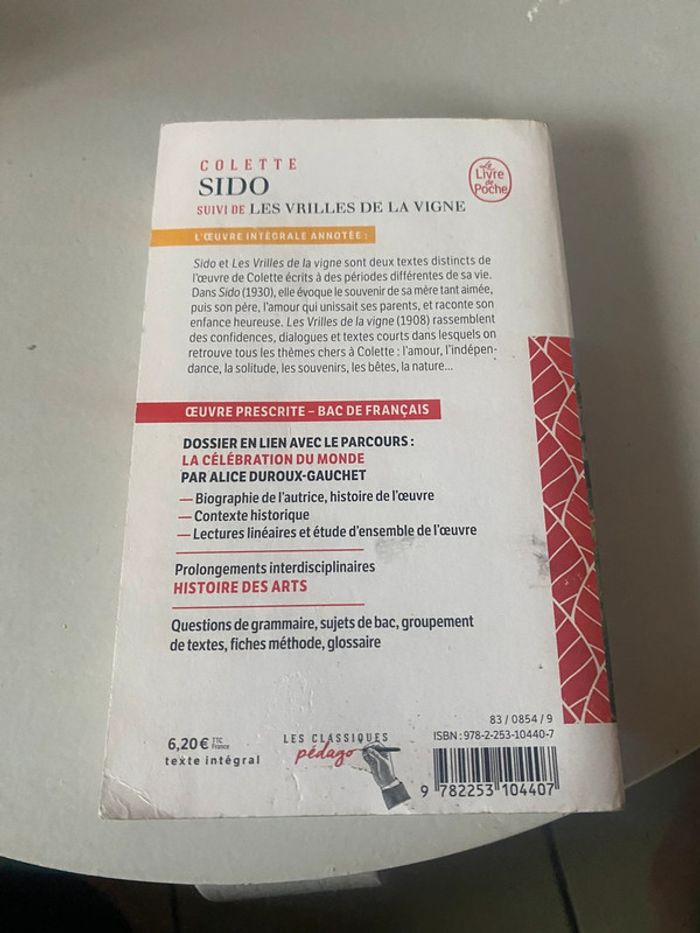 COLETTE
SIDO
SUIVI DE LES VRILLES DE LA VIGNE
Le
Livre
de
Poche
L'ŒUVRE INTÉGRALE ANNOTÉE :
Sido et Les Vrilles de la vigne sont deux textes distincts de
l'œuvre de Colette écrits à des périodes différentes de sa vie.
Dans Sido (1930), elle évoque le souvenir de sa mère tant aimée,
puis son père, l'amour qui unissait ses parents, et raconte son
enfance heureuse. Les Vrilles de la vigne (1908) rassemblent
des confidences, dialogues et textes courts dans lesquels on
retrouve tous les thèmes chers à Colette : l'amour, l'indépen-
dance, la solitude, les souvenirs, les bêtes, la nature...
ŒUVRE PRESCRITE – BAC DE FRANÇAIS
DOSSIER EN LIEN AVEC LE PARCOURS :
LA CÉLÉBRATION DU MONDE
PAR ALICE DUROUX-GAUCHET
— Biographie de l'autrice, histoire de l'œuvre
— Contexte historique
— Lectures linéaires et étude d'ensemble de l'œuvre
Prolongements interdisciplinaires
HISTOIRE DES ARTS
Questions de grammaire, sujets de bac, groupement
de textes, fiches méthode, glossaire
6,20 € TTC France
texte intégral
LES CLASSIQUES
pédago
83 / 0854 / 9
ISBN : 978-2-253-10440-7
9 782253 104407